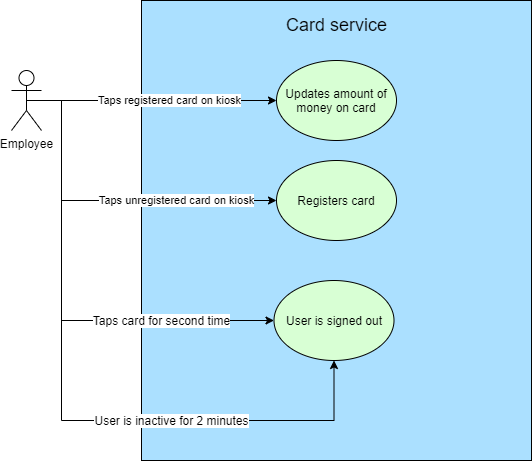 Card service
Employee
Taps registered card on kiosk
Updates amount of
money on card
Taps unregistered card on kiosk
Registers card
Taps card for second time
User is signed out
User is inactive for 2 minutes